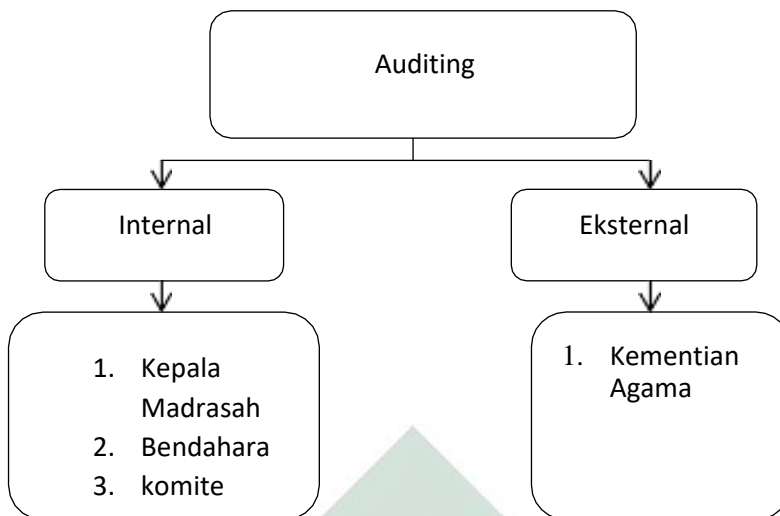 Auditing
Internal
Eksternal
1. Kepala
Madrasah
2. Bendahara
3. komite
1. Kementian
Agama